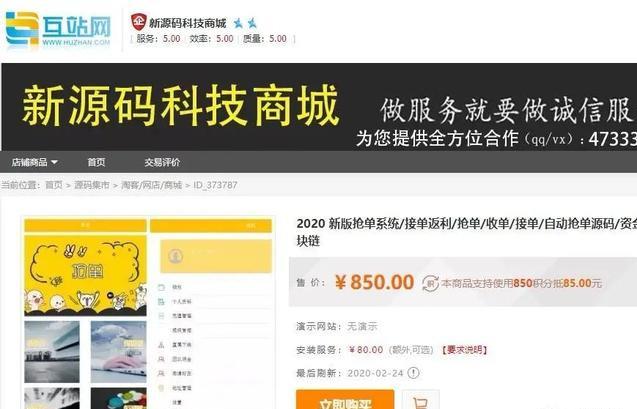 互站网
WWW.HUZHAN.COM
企
新源码科技商城
[ 服务：5.00 | 效率：5.00 | 质量：5.00 ]
新源码科技商城
做服务就要做诚信服
为您提供全方位合作（qq/vx）: 47333
店铺商品
首页
交易评价
当前位置：首页 > 源码集市 > 淘客/网店/商城 > ID_373787
抢单
2020 新版抢单系统/接单返利/抢单/收单/接单/自动抢单源码/资金
块链
售 价：
¥850.00
积
本商品支持使用850积分抵85.00元
演示网站：无演示
安装服务：¥80.00 (额外,可选) 【要求说明】
最后刷新：2020-02-24
立即购买